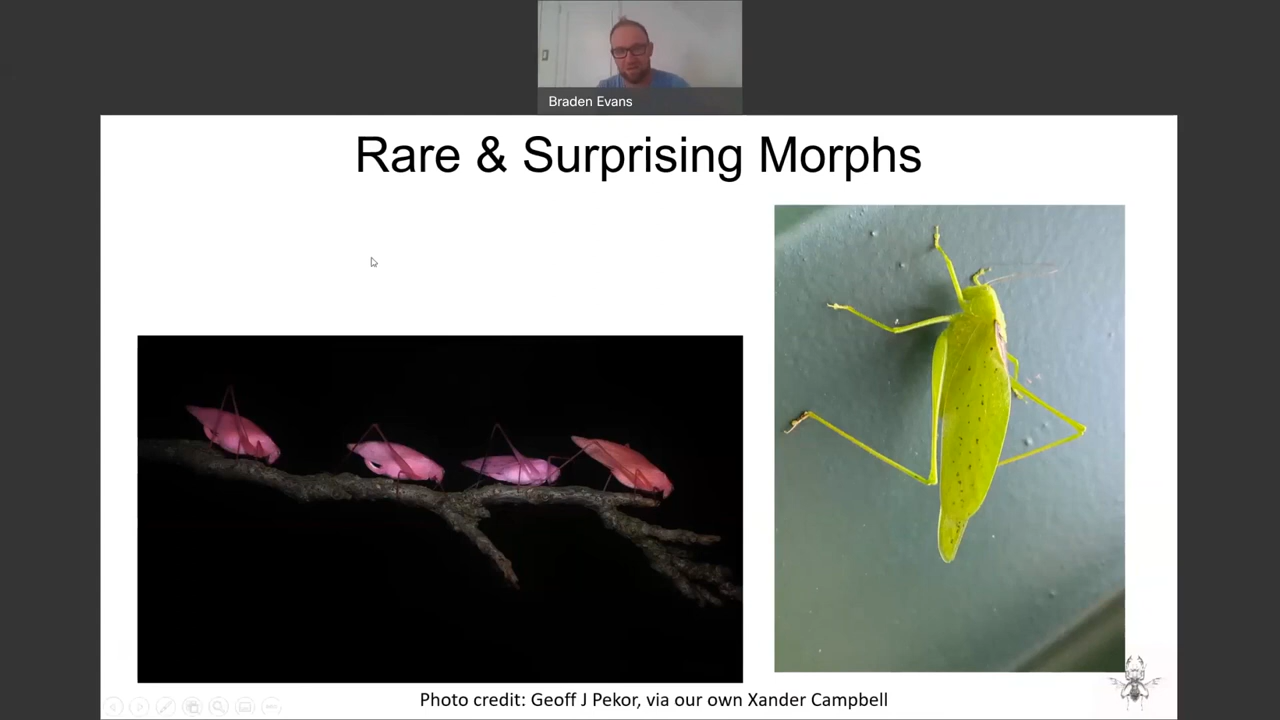 Braden Evans
Rare & Surprising Morphs
Photo credit: Geoff J Pekor, via our own Xander Campbell